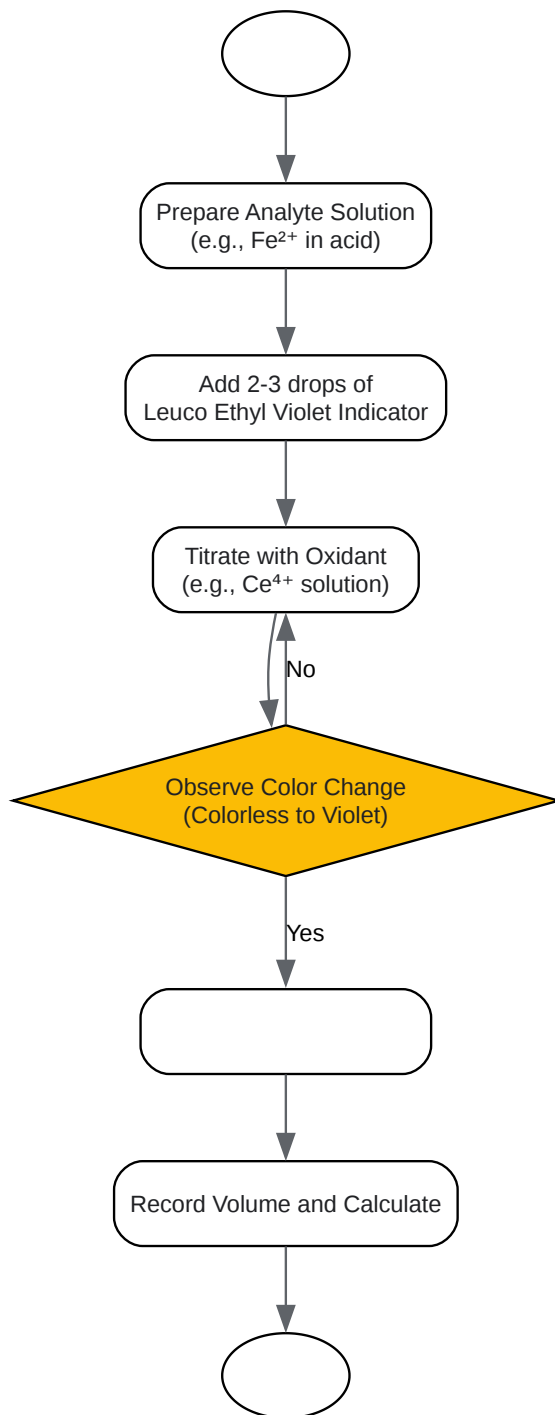 Prepare Analyte Solution
(e.g., Fe²⁺ in acid)
Add 2-3 drops of
Leuco Ethyl Violet Indicator
Titrate with Oxidant
(e.g., Ce⁴⁺ solution)
No
Observe Color Change
(Colorless to Violet)
Yes
Record Volume and Calculate